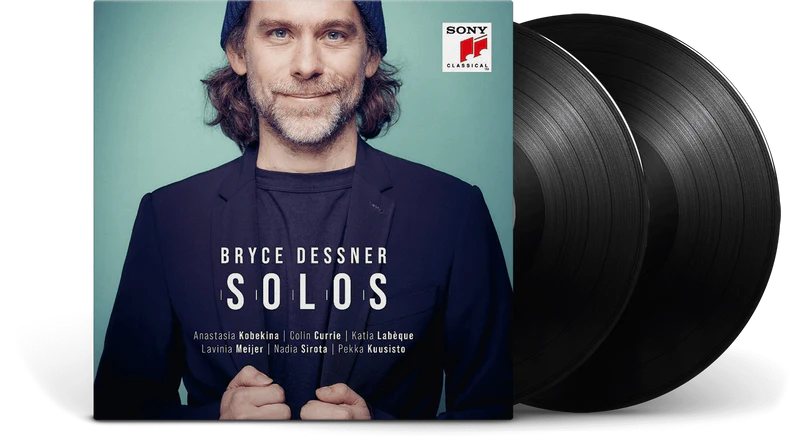 SONY
CLASSICAL
BRYCE DESSNER
SOLOS
Anastasia Kobekina | Colin Currie | Katia Labèque
Lavinia Meijer | Nadia Sirota | Pekka Kuusisto